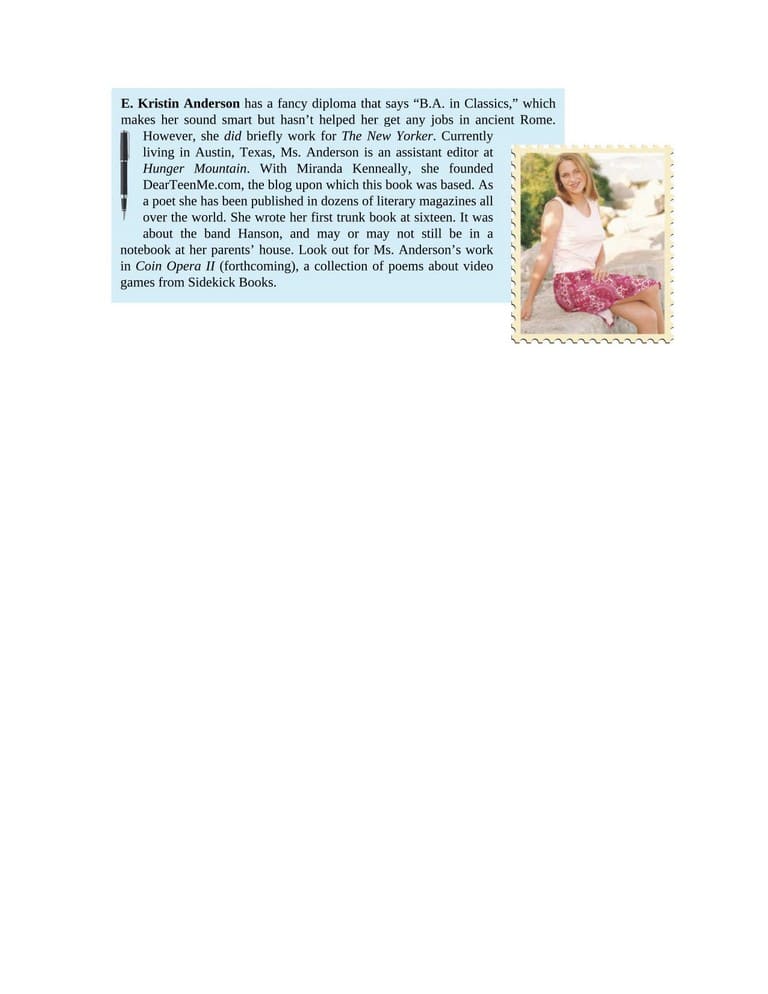 E. Kristin Anderson has a fancy diploma that says “B.A. in Classics,” which
makes her sound smart but hasn’t helped her get any jobs in ancient Rome.
However, she did briefly work for The New Yorker. Currently
living in Austin, Texas, Ms. Anderson is an assistant editor at
Hunger Mountain. With Miranda Kenneally, she founded
DearTeenMe.com, the blog upon which this book was based. As
a poet she has been published in dozens of literary magazines all
over the world. She wrote her first trunk book at sixteen. It was
about the band Hanson, and may or may not still be in a
notebook at her parents’ house. Look out for Ms. Anderson’s work
in Coin Opera II (forthcoming), a collection of poems about video
games from Sidekick Books.